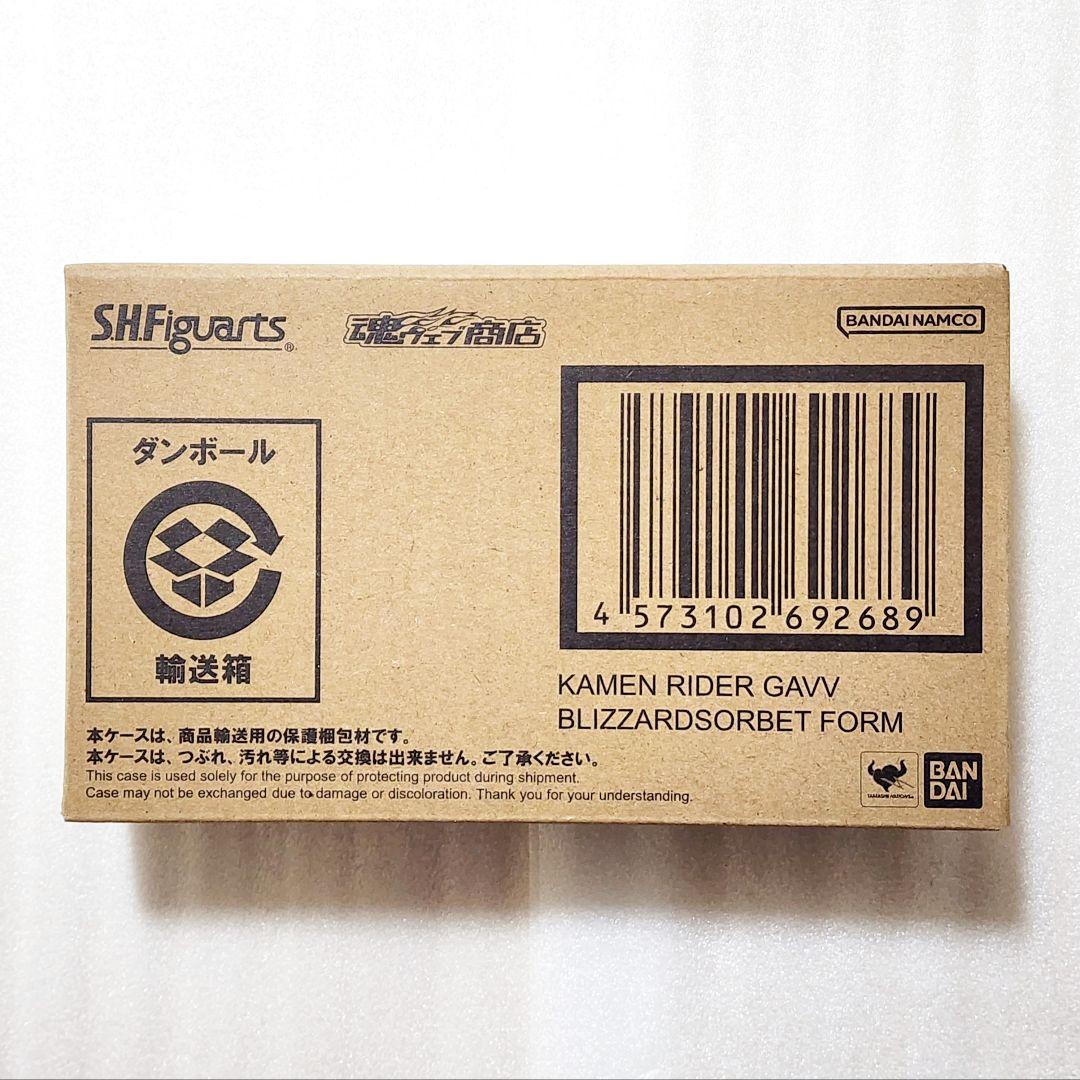 S.H.Figuarts®
魂ウェブ商店
BANDAI NAMCO
ダンボール
輸送箱
4 573102 692689
KAMEN RIDER GAVV
BLIZZARDSORBET FORM
本ケースは、商品輸送用の保護梱包材です。
本ケースは、つぶれ、汚れ等による交換は出来ません。ご了承ください。
This case is used solely for the purpose of protecting product during shipment.
Case may not be exchanged due to damage or discoloration. Thank you for your understanding.
TAMASHII NATIONS
BAN
DAI